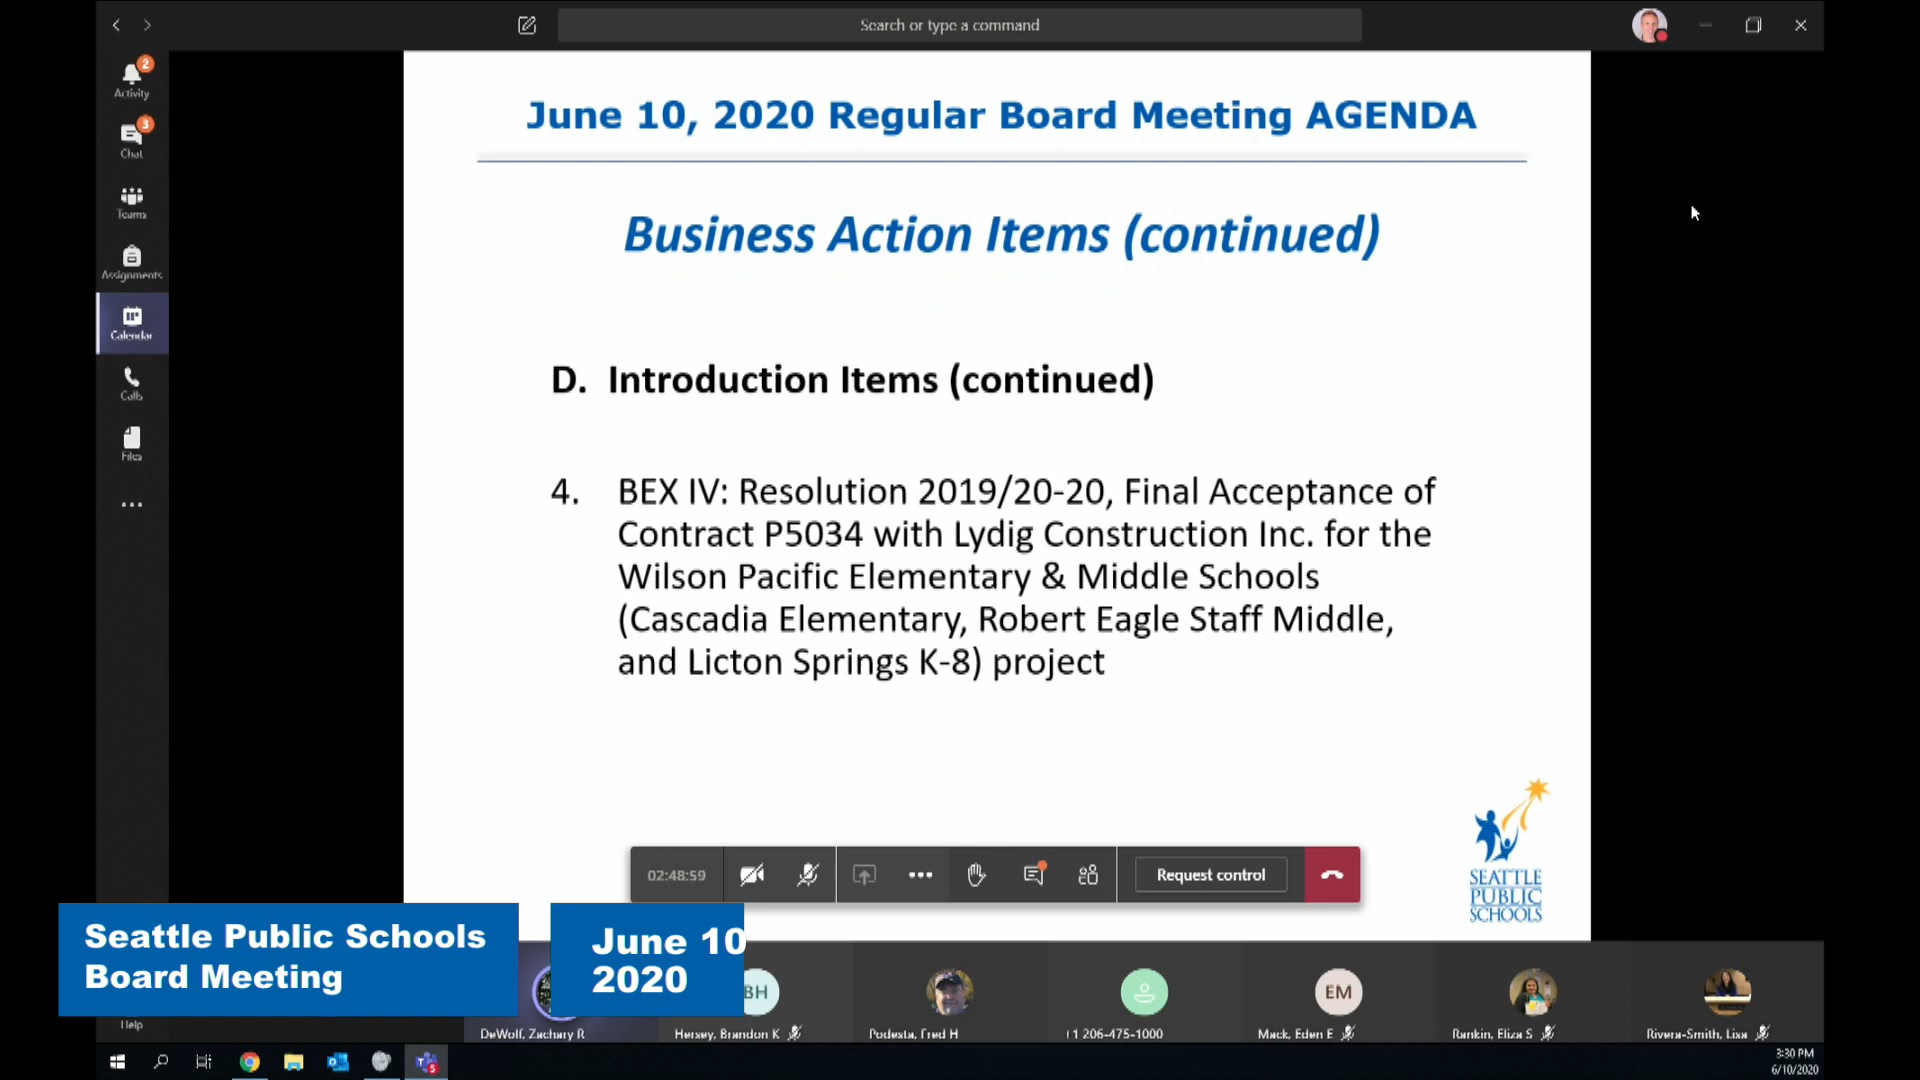 Search or type a command
2
Activity
3
Chat
Teams
Assignments
Calendar
Calls
Files
Help
June 10, 2020 Regular Board Meeting AGENDA
Business Action Items (continued)
D. Introduction Items (continued)
4. BEX IV: Resolution 2019/20-20, Final Acceptance of
Contract P5034 with Lydig Construction Inc. for the
Wilson Pacific Elementary & Middle Schools
(Cascadia Elementary, Robert Eagle Staff Middle,
and Licton Springs K-8) project
SEATTLE
PUBLIC
SCHOOLS
02:48:59
Request control
Seattle Public Schools
Board Meeting
June 10
2020
BH
EM
DeWolf, Zachary R
Hersey, Brandon K
Podesta, Fred H
+1 206-475-1000
Mack, Eden E
Rankin, Eliza S
Rivera-Smith, Lisa
5
3:30 PM
6/10/2020